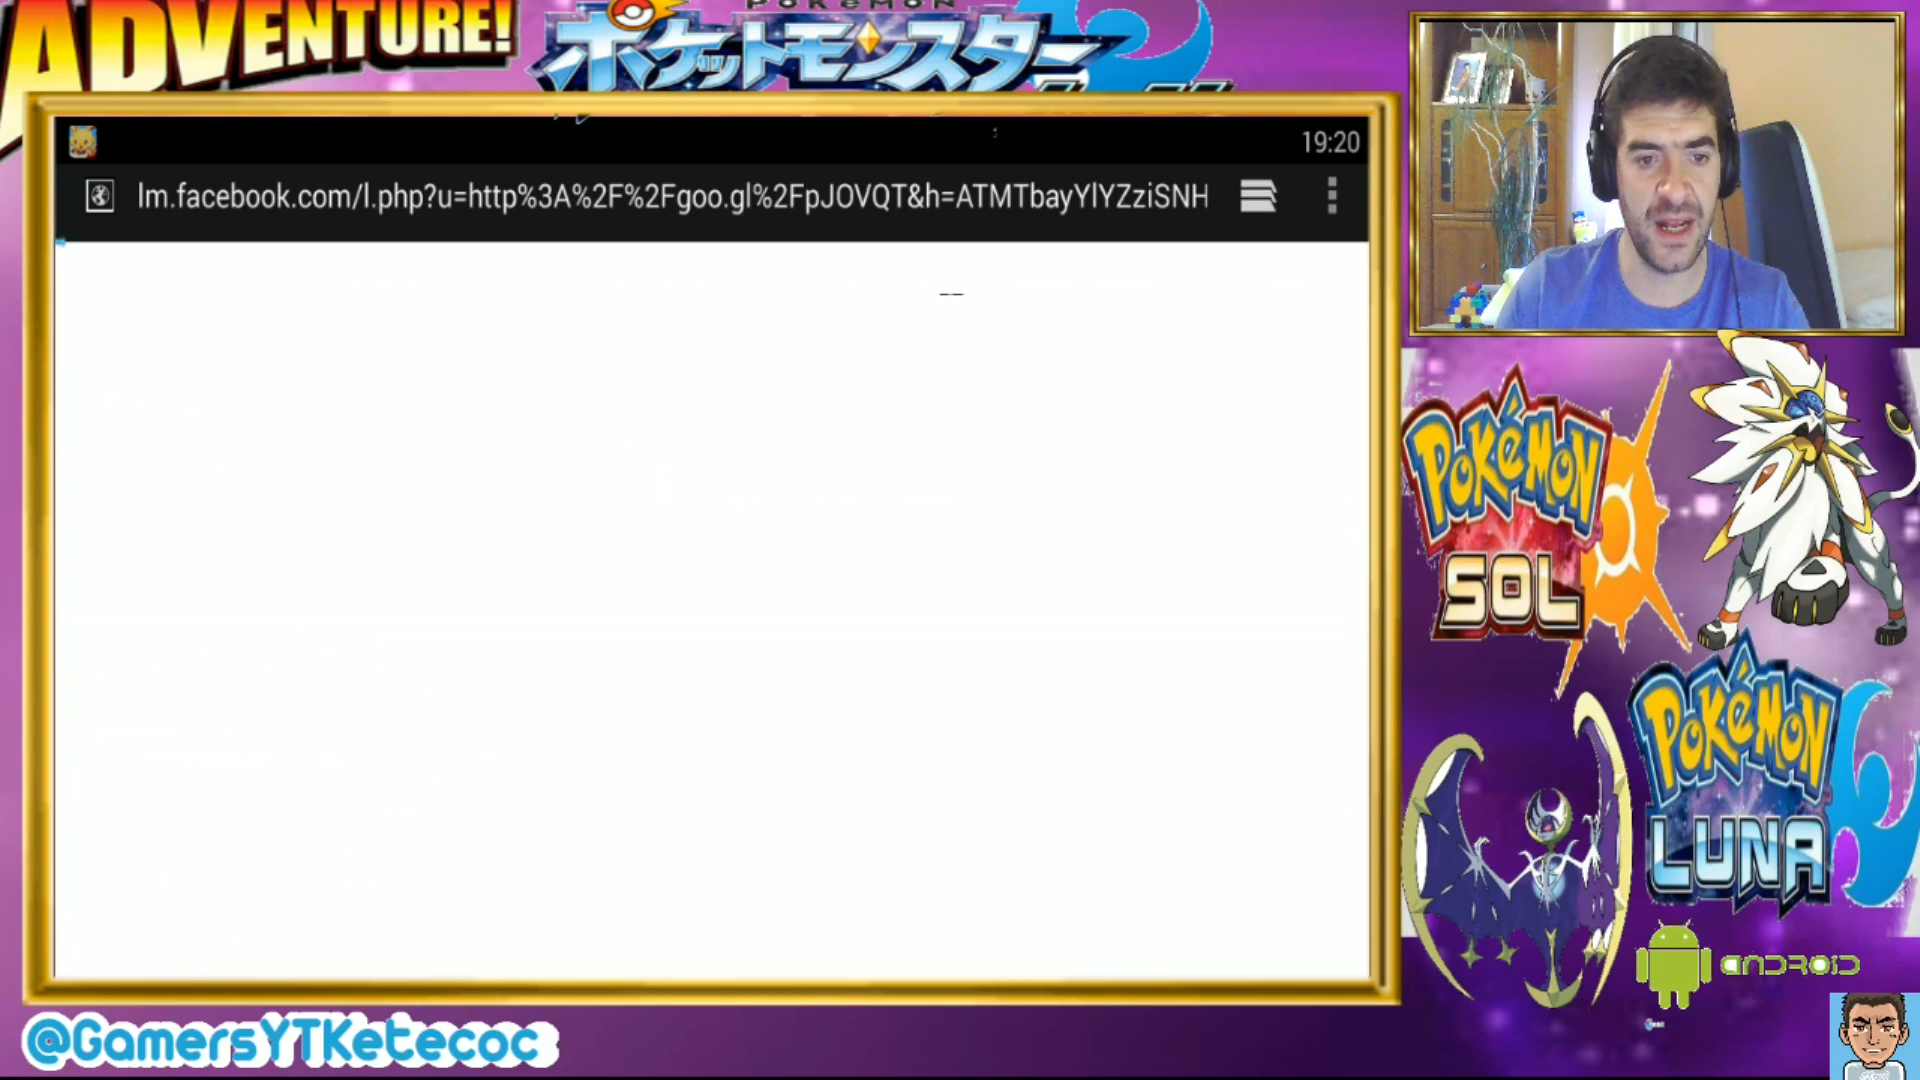 ADVENTURE!
POKÉMON
ポケットモンスター
19:20
lm.facebook.com/l.php?u=http%3A%2F%2Fgoo.gl%2FpJOVQT&h=ATMTbayYlYZziSNH
POKéMON
SOL
POKéMON
LUNA
ANDROID
@GamersYTKetecoc